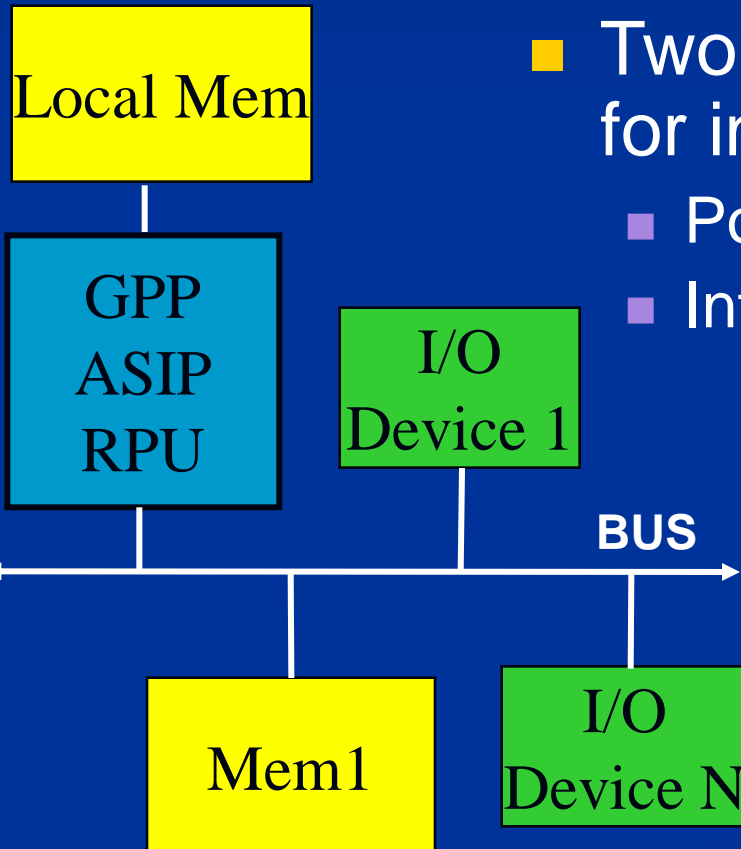 Local Mem
GPP
ASIP
RPU
I/O
Device 1
BUS
Mem1
I/O
Device N
Two
for